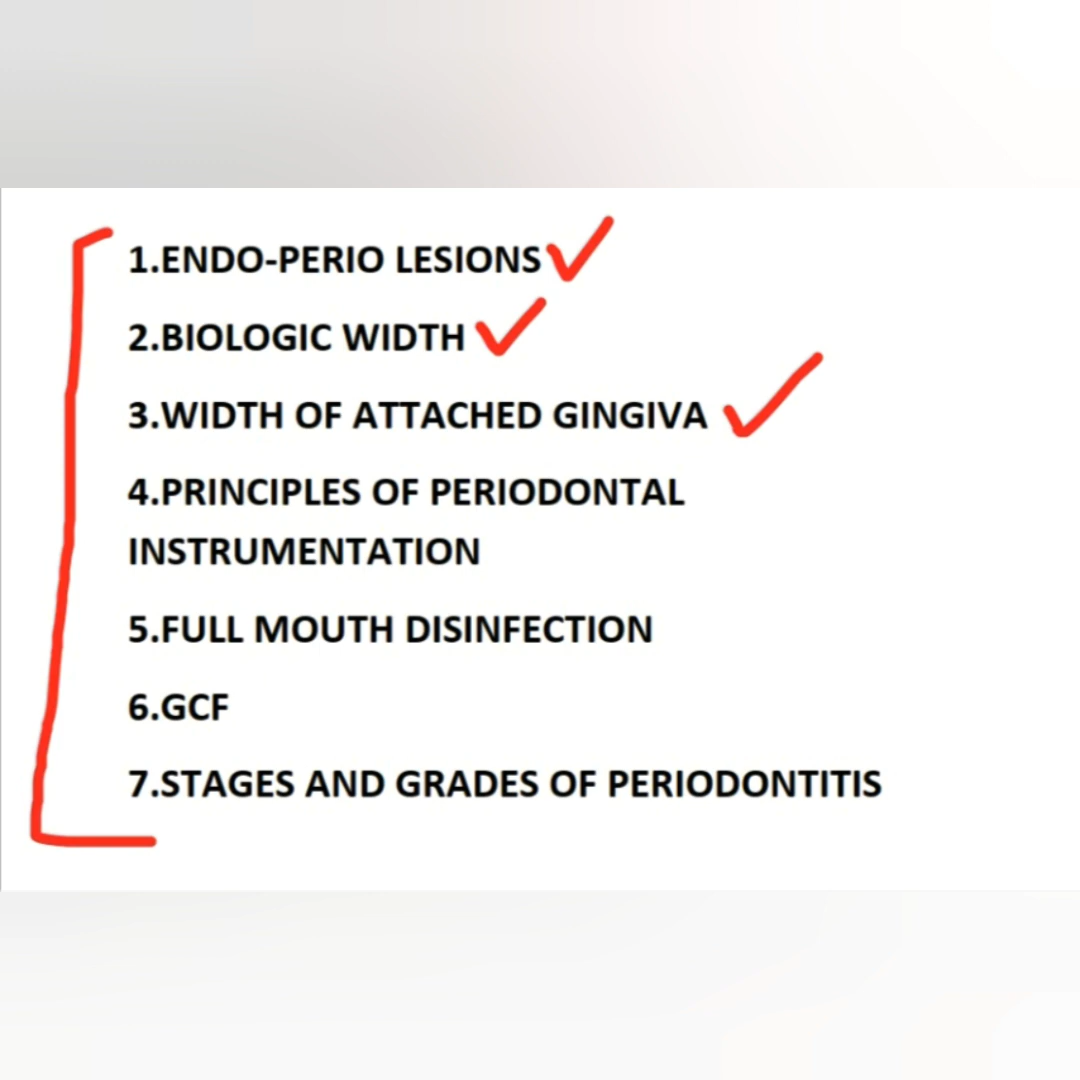 1.ENDO-PERIO LESIONS
2.BIOLOGIC WIDTH
3.WIDTH OF ATTACHED GINGIVA
4.PRINCIPLES OF PERIODONTAL
INSTRUMENTATION
5.FULL MOUTH DISINFECTION
6.GCF
7.STAGES AND GRADES OF PERIODONTITIS